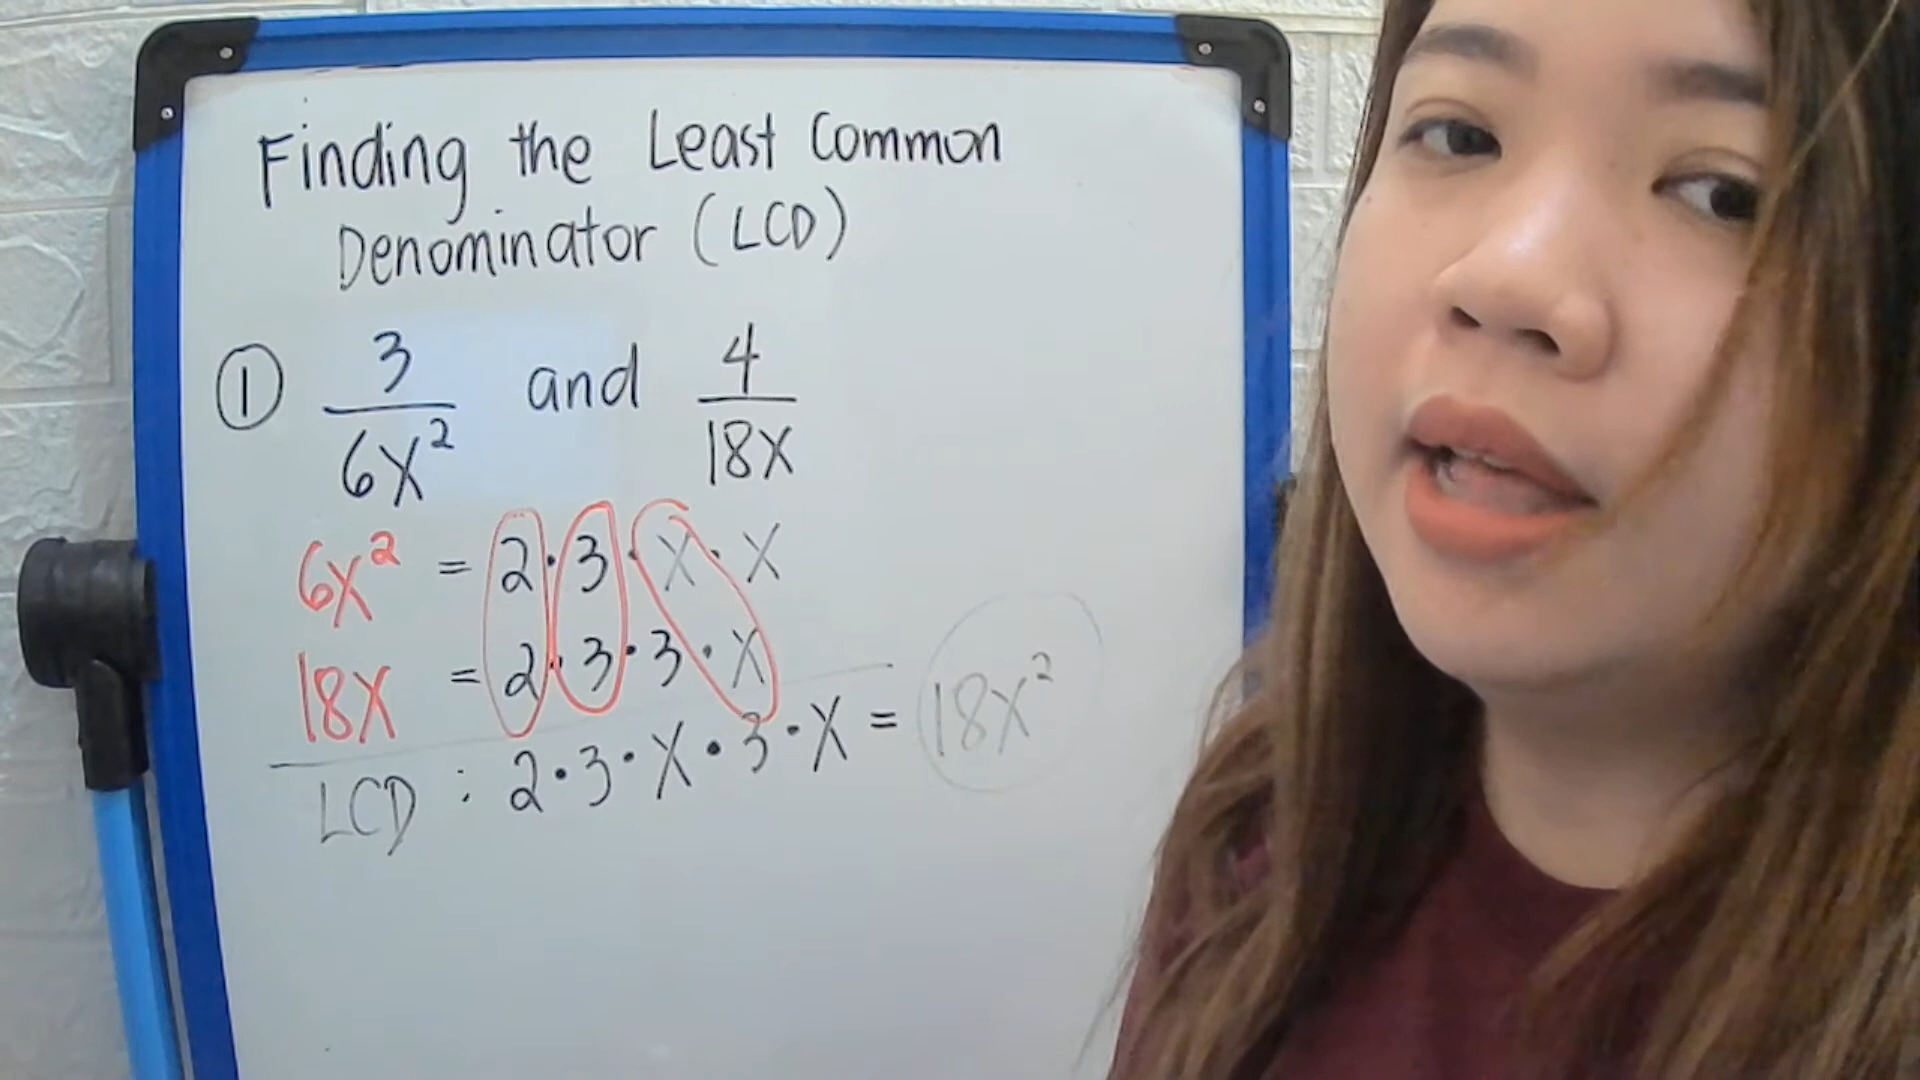 Finding the Least Common
Denominator (LCD)
① 3/6x² and 4/18x
6x² = 2·3·x·x
18x = 2·3·3·x
LCD : 2·3·x·3·x = 18x²